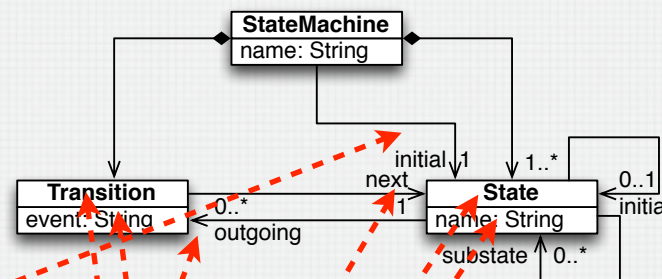 StateMachine
name: String
initial 1
1..*
next
0..1
Transition
State
0..*
1
initia
event: String
name: String
outgoing
substate
0..*